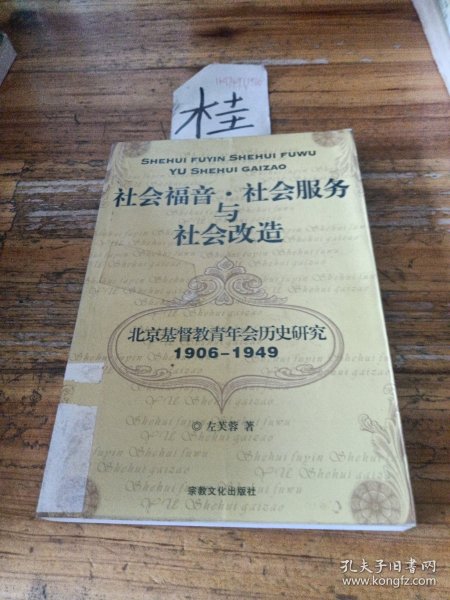 桂
SHEHUI FUYIN SHEHUI FUWU
YU SHEHUI GAIZAO
社会福音·社会服务
与
社会改造
北京基督教青年会历史研究
1906-1949
◎左芙蓉 著
宗教文化出版社
孔夫子旧书网
www.kongfz.com